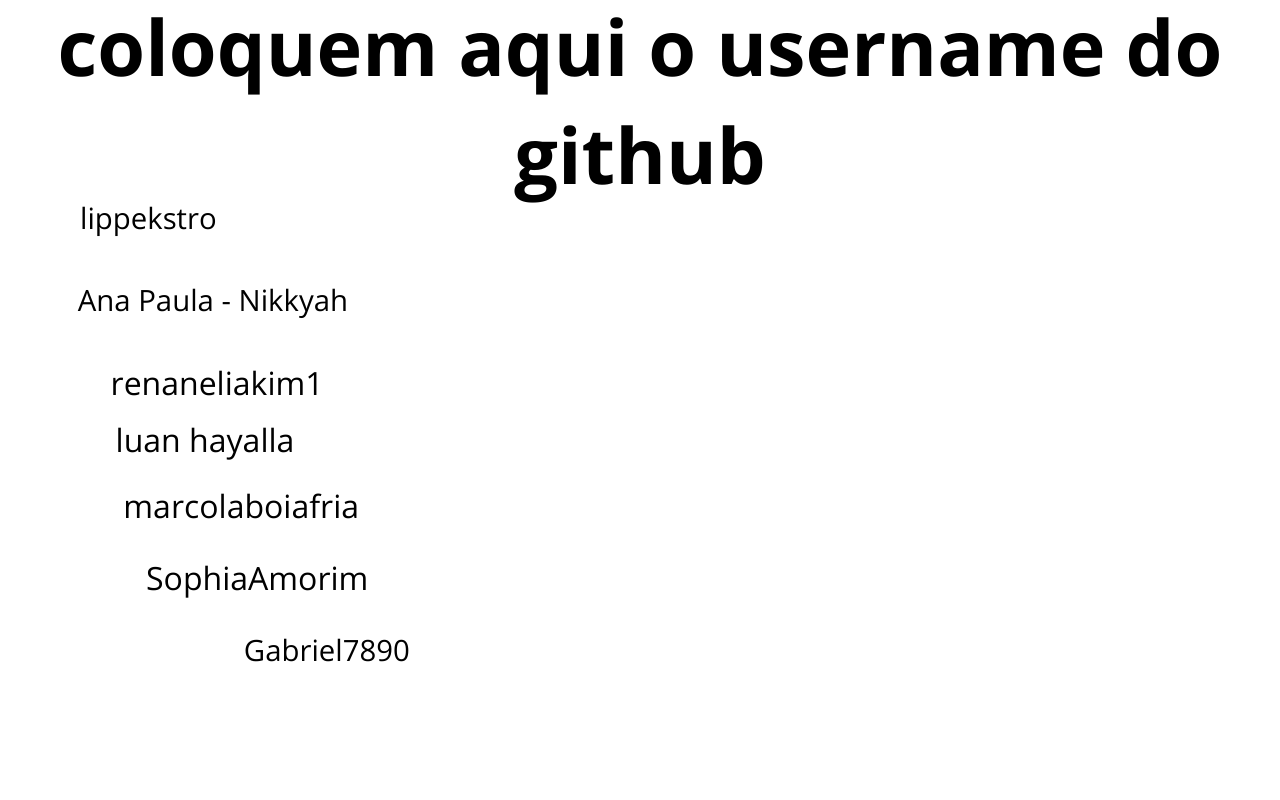 coloquem aqui o username do
github
lippekstro
Ana Paula - Nikkyah
renaneliakim1
luan hayalla
marcolaboiafria
SophiaAmorim
Gabriel7890